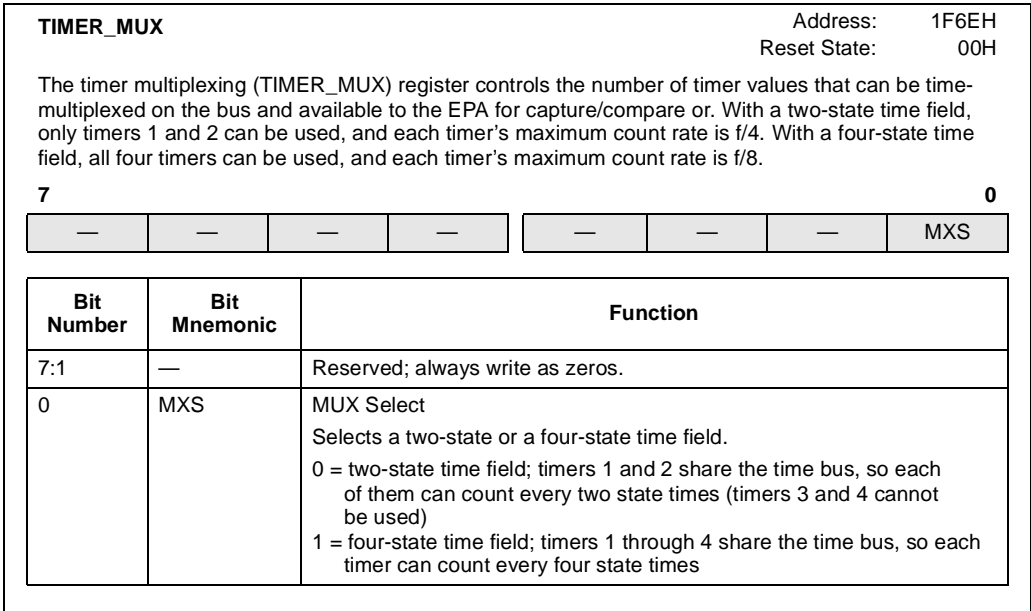 TIMER_MUX Address: 1F6EH
Reset State: 00H
The timer multiplexing (TIMER_MUX) register controls the number of timer values that can be time-
multiplexed on the bus and available to the EPA for capture/compare or. With a two-state time field,
only timers 1 and 2 can be used, and each timer's maximum count rate is f/4. With a four-state time
field, all four timers can be used, and each timer's maximum count rate is f/8.
7 0
— — — — — — — — MXS
Bit Number Bit Mnemonic Function
7:1 — Reserved; always write as zeros.
0 MXS MUX Select
Selects a two-state or a four-state time field.
0 = two-state time field; timers 1 and 2 share the time bus, so each
of them can count every two state times (timers 3 and 4 cannot
be used)
1 = four-state time field; timers 1 through 4 share the time bus, so each
timer can count every four state times